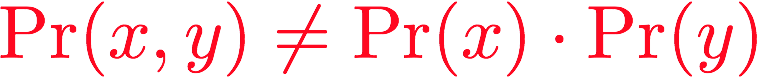 Pr(x, y) ≠ Pr(x) · Pr(y)